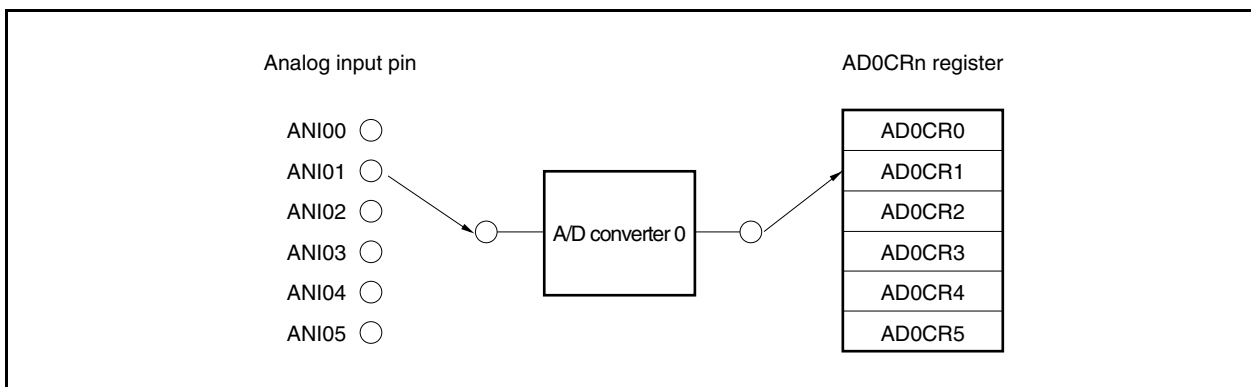 Analog input pin
AD0CRn register
ANI00
ANI01
ANI02
ANI03
ANI04
ANI05
A/D converter 0
AD0CR0
AD0CR1
AD0CR2
AD0CR3
AD0CR4
AD0CR5